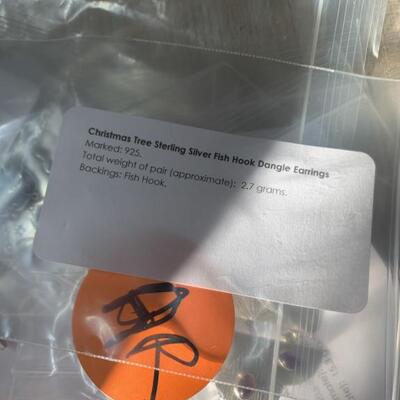 Christmas Tree Sterling Silver Fish Hook Dangle Earrings
Marked: 925.
Total weight of pair (approximate): 2.7 grams.
Backings: Fish Hook.